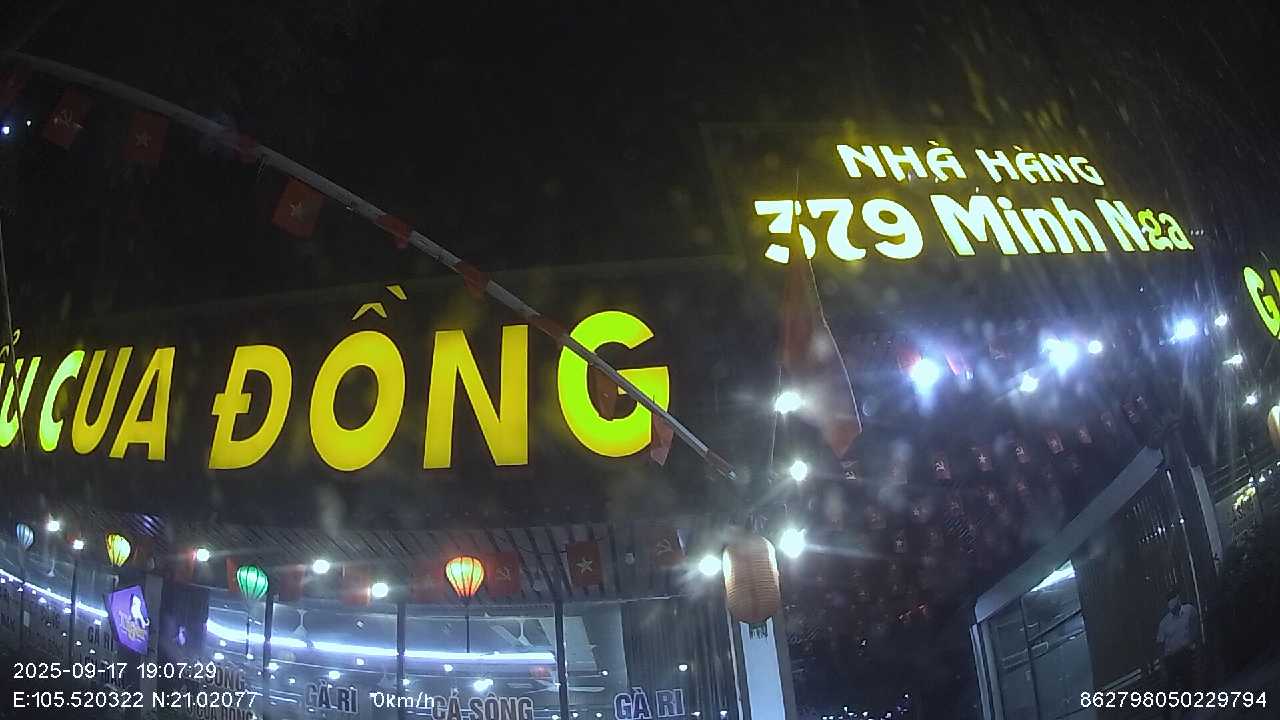 NHÀ HÀNG
379 Minh Nga
CUA ĐỒNG
GÀ RI
CÁ SÔNG
GÀ RI
2025-09-17 19:07:29
E:105.520322 N:21.02077 0km/h
862798050229794